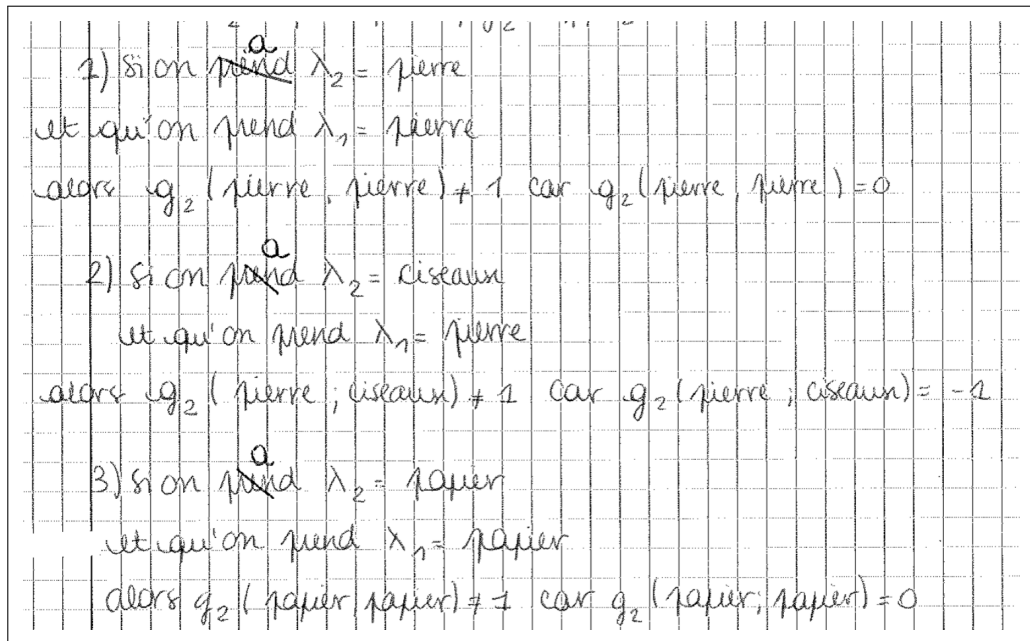 1) Si on a λ₂ = pierre
et qu'on prend λ₁ = pierre
alors g₂ (pierre, pierre) ≠ 1 car g₂ (pierre, pierre) = 0
2) Si on a λ₂ = ciseaux
et qu'on prend λ₁ = pierre
alors g₂ (pierre ; ciseaux) ≠ 1 car g₂ (pierre ; ciseaux) = -1
3) Si on a λ₂ = papier
et qu'on prend λ₁ = papier
alors g₂ (papier, papier) ≠ 1 car g₂ (papier ; papier) = 0